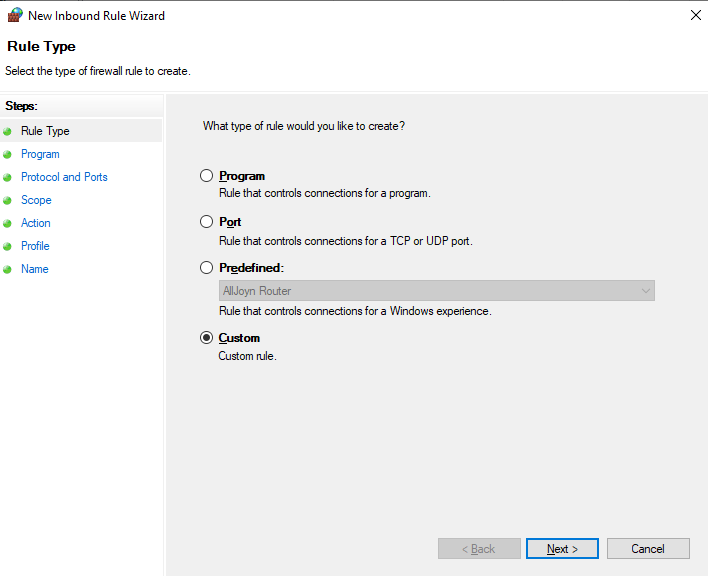 New Inbound Rule Wizard
Rule Type
Select the type of firewall rule to create.
Steps:
Rule Type
Program
Protocol and Ports
Scope
Action
Profile
Name
What type of rule would you like to create?
Program
Rule that controls connections for a program.
Port
Rule that controls connections for a TCP or UDP port.
Predefined:
AllJoyn Router
Rule that controls connections for a Windows experience.
Custom
Custom rule.
< Back
Next >
Cancel